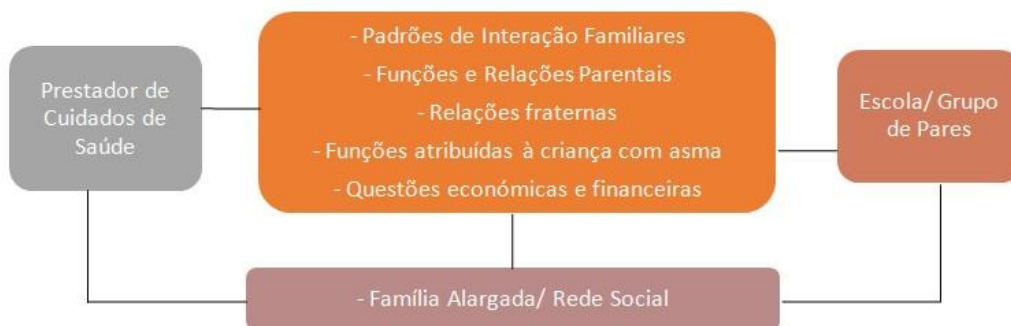 Prestador de
Cuidados de
Saúde
- Padrões de Interação Familiares
- Funções e Relações Parentais
- Relações fraternas
- Funções atribuídas à criança com asma
- Questões económicas e financeiras
Escola/ Grupo
de Pares
- Família Alargada/ Rede Social